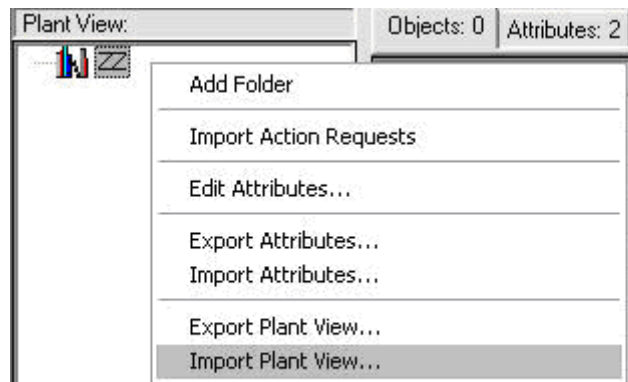 Plant View:
Objects: 0
Attributes: 2
ZZ
Add Folder
Import Action Requests
Edit Attributes...
Export Attributes...
Import Attributes...
Export Plant View...
Import Plant View...